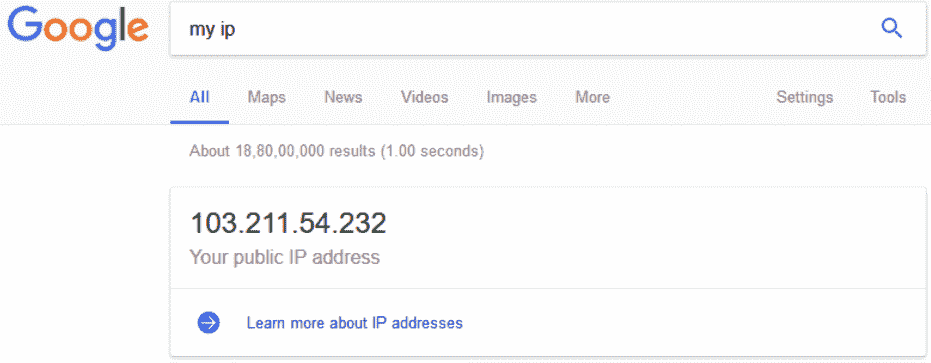 Google
my ip
All Maps News Videos Images More Settings Tools
About 18,80,00,000 results (1.00 seconds)
103.211.54.232
Your public IP address
Learn more about IP addresses